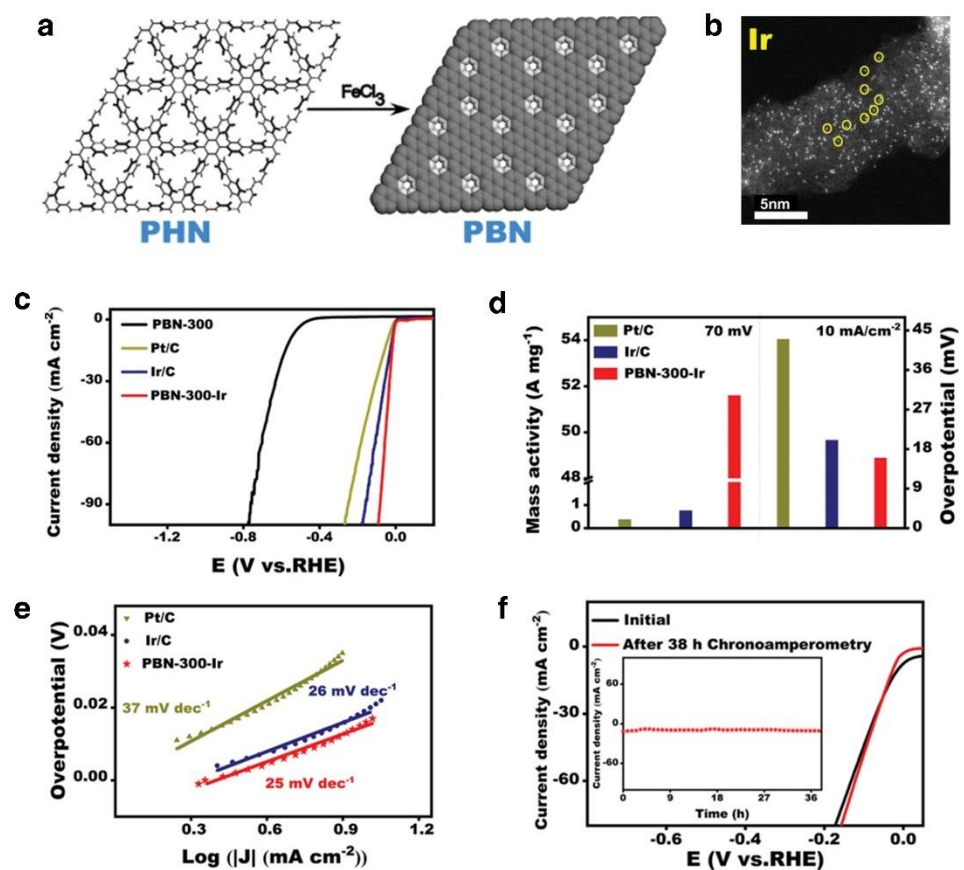 a
FeCl₃
PHN
PBN
b
Ir
5nm
c
Current density (mA cm⁻²)
0
-30
-60
-90
PBN-300
Pt/C
Ir/C
PBN-300-Ir
-1.2
-0.8
-0.4
0.0
E (V vs.RHE)
d
Mass activity (A mg⁻¹)
54
52
50
48
1
0
Pt/C
Ir/C
PBN-300-Ir
70 mV
10 mA/cm⁻²
45
36
27
18
9
0
Overpotential (mV)
e
Overpotential (V)
0.04
0.02
0.00
Pt/C
Ir/C
PBN-300-Ir
37 mV dec⁻¹
26 mV dec⁻¹
25 mV dec⁻¹
0.0
0.3
0.6
0.9
1.2
Log (|J| (mA cm⁻²))
f
Current density (mA cm⁻²)
0
-30
-60
Initial
After 38 h Chronoamperometry
Current density (mA cm⁻²)
60
0
-60
0
9
18
27
36
Time (h)
-0.6
-0.4
-0.2
0.0
E (V vs.RHE)